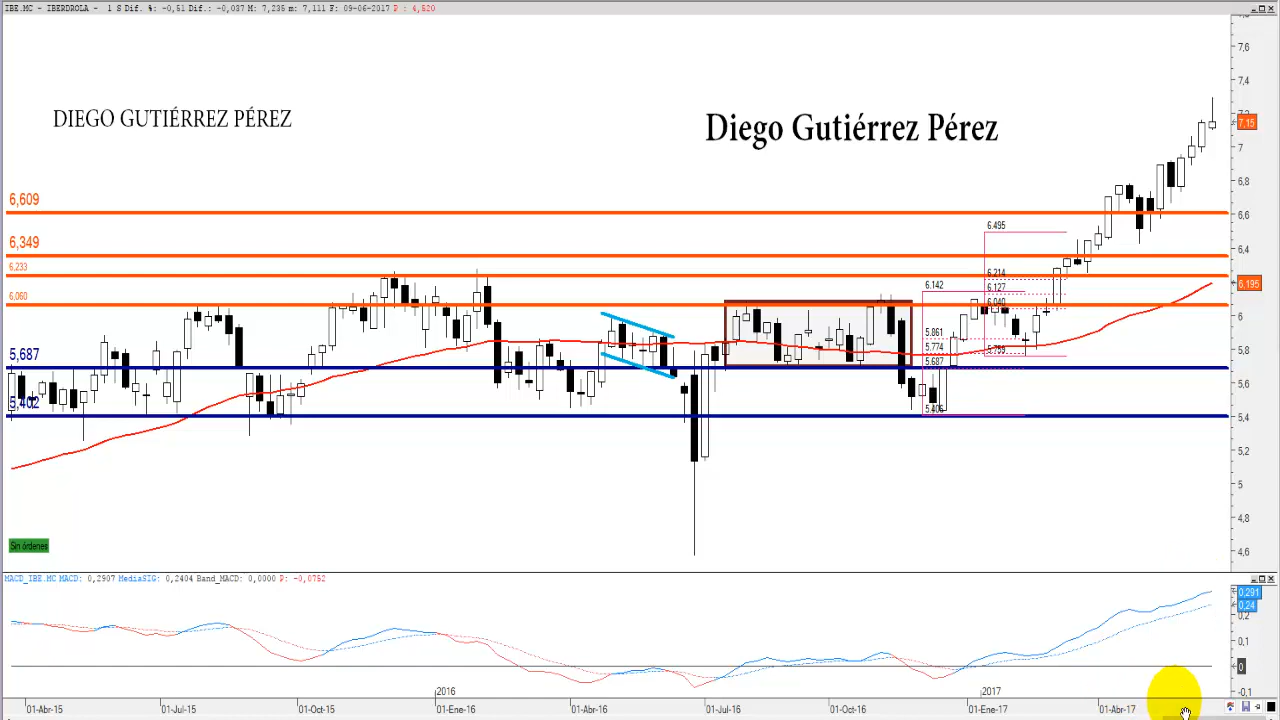 IBE.MC - IBERDROLA - 1 S Dif. %: -0,51 Dif.: -0,037 M: 7,235 m: 7,111 F: 09-06-2017 P : 4,520
DIEGO GUTIÉRREZ PÉREZ
Diego Gutiérrez Pérez
7,6
7,4
7,15
7
6,8
6,609
6,6
6.495
6,349
6,4
6,233
6.214
6,195
6.142
6.127
6,060
6.040
6
5.861
5.774
5.759
5,8
5,687
5.687
5,6
5,402
5.406
5,4
5,2
5
4,8
4,6
Sin órdenes
MACD_IBE.MC MACD: 0,2907 MediaSIG: 0,2404 Band_MACD: 0,0000 P: -0,0752
0,291
0,24
0,2
0,1
0
-0,1
2016
2017
01-Abr-15
01-Jul-15
01-Oct-15
01-Ene-16
01-Abr-16
01-Jul-16
01-Oct-16
01-Ene-17
01-Abr-17